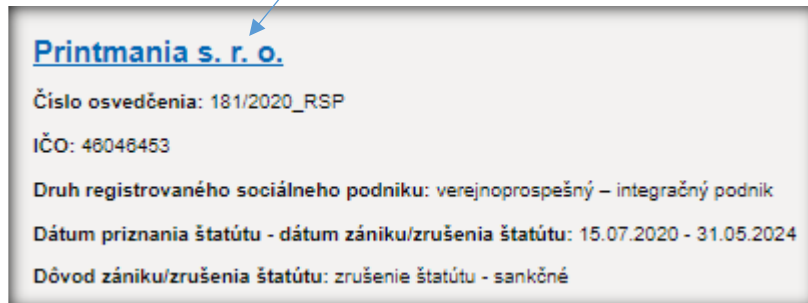 Printmania s. r. o.
Číslo osvedčenia: 181/2020_RSP
IČO: 46046453
Druh registrovaného sociálneho podniku: verejnoprospešný – integračný podnik
Dátum priznania štatútu - dátum zániku/zrušenia štatútu: 15.07.2020 - 31.05.2024
Dôvod zániku/zrušenia štatútu: zrušenie štatútu - sankčné